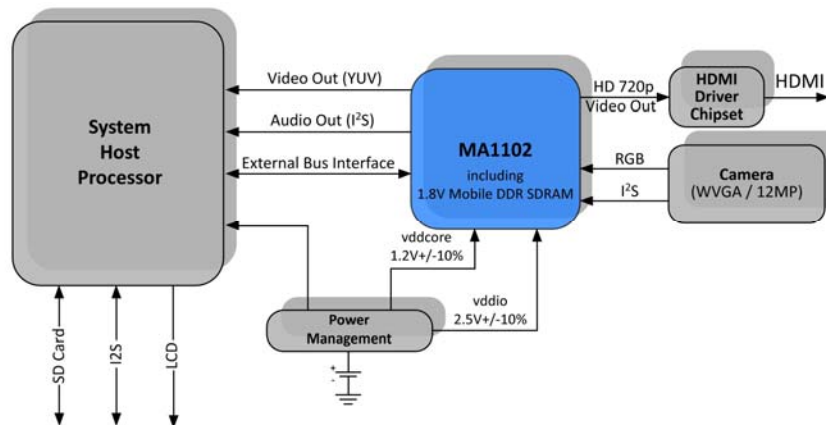 System
Host
Processor
Video Out (YUV)
Audio Out (I²S)
External Bus Interface
MA1102
including
1.8V Mobile DDR SDRAM
HD 720p
Video Out
HDMI
Driver
Chipset
HDMI
RGB
I²S
Camera
(WVGA / 12MP)
vddcore
1.2V+/-10%
vddio
2.5V+/-10%
Power
Management
+
-
SD Card
I2S
LCD